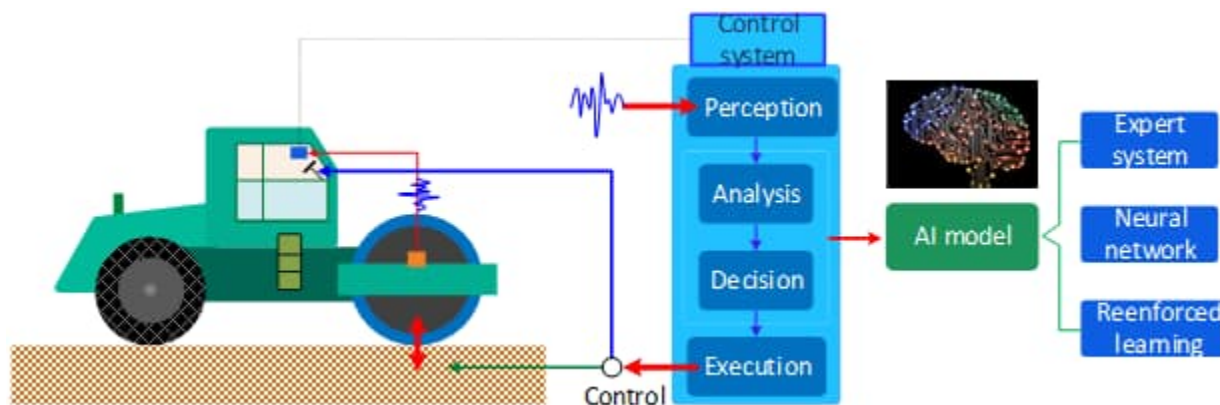 Control
system
Perception
Analysis
Decision
Execution
Control
AI model
Expert
system
Neural
network
Reenforced
learning